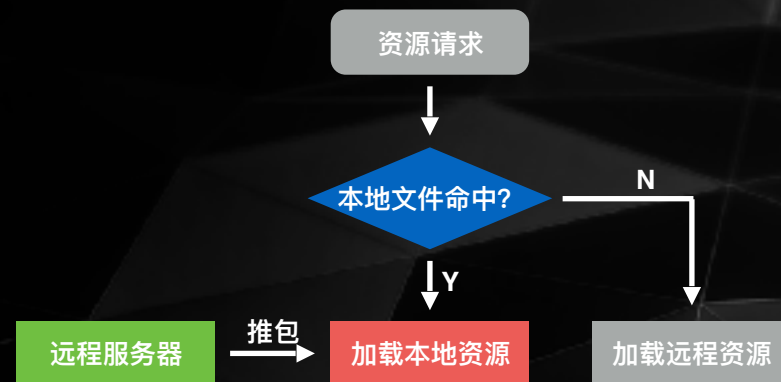 资源请求
本地文件命中?
N
Y
远程服务器
推包
加载本地资源
加载远程资源